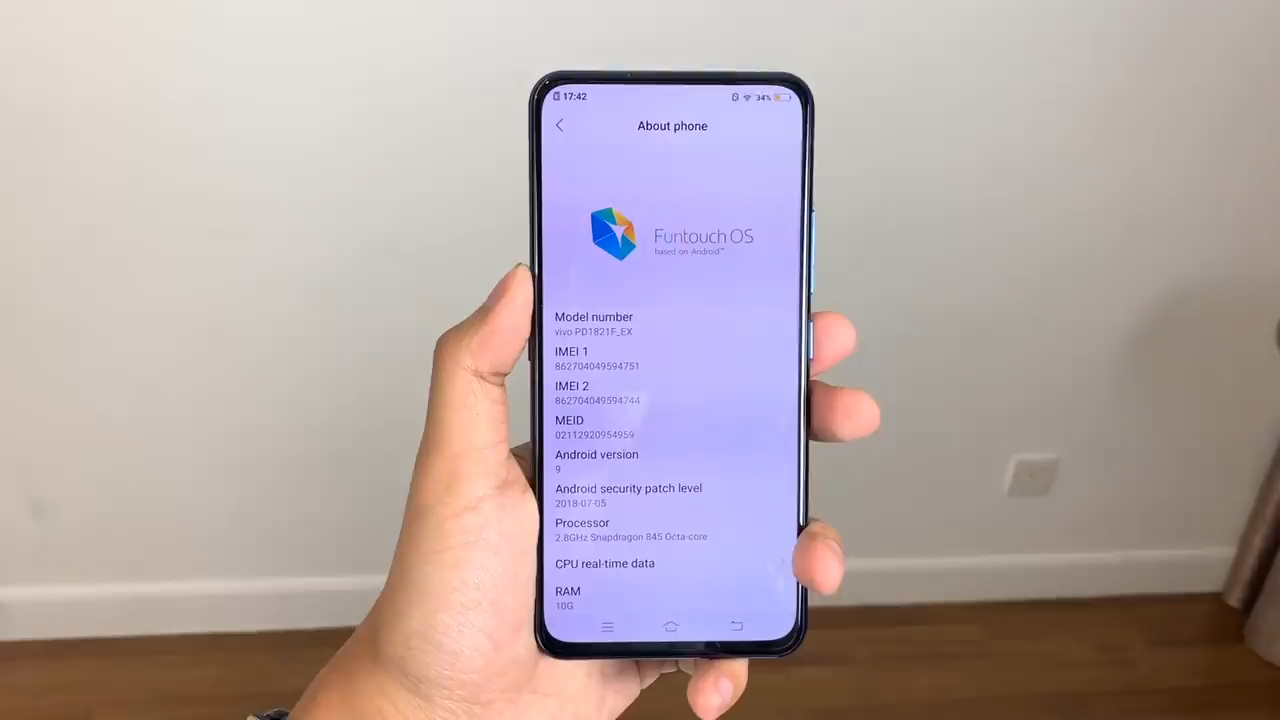 17:42
34%
About phone
Funtouch OS
based on Android™
Model number
vivo PD1821F_EX
IMEI 1
862704049594751
IMEI 2
862704049594744
MEID
02112920954959
Android version
9
Android security patch level
2018-07-05
Processor
2.8GHz Snapdragon 845 Octa-core
CPU real-time data
RAM
10G